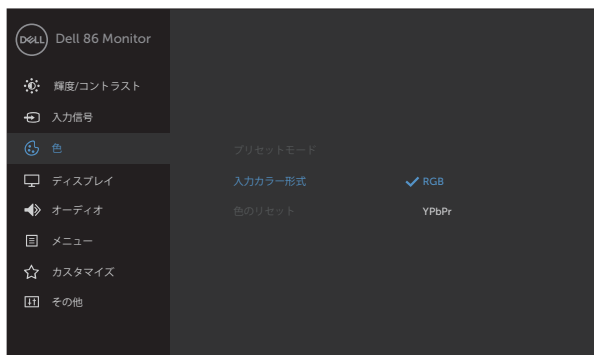 DELL Dell 86 Monitor
輝度/コントラスト
入力信号
色
プリセットモード
ディスプレイ
入力カラー形式 RGB
オーディオ
色のリセット YPbPr
メニュー
カスタマイズ
その他